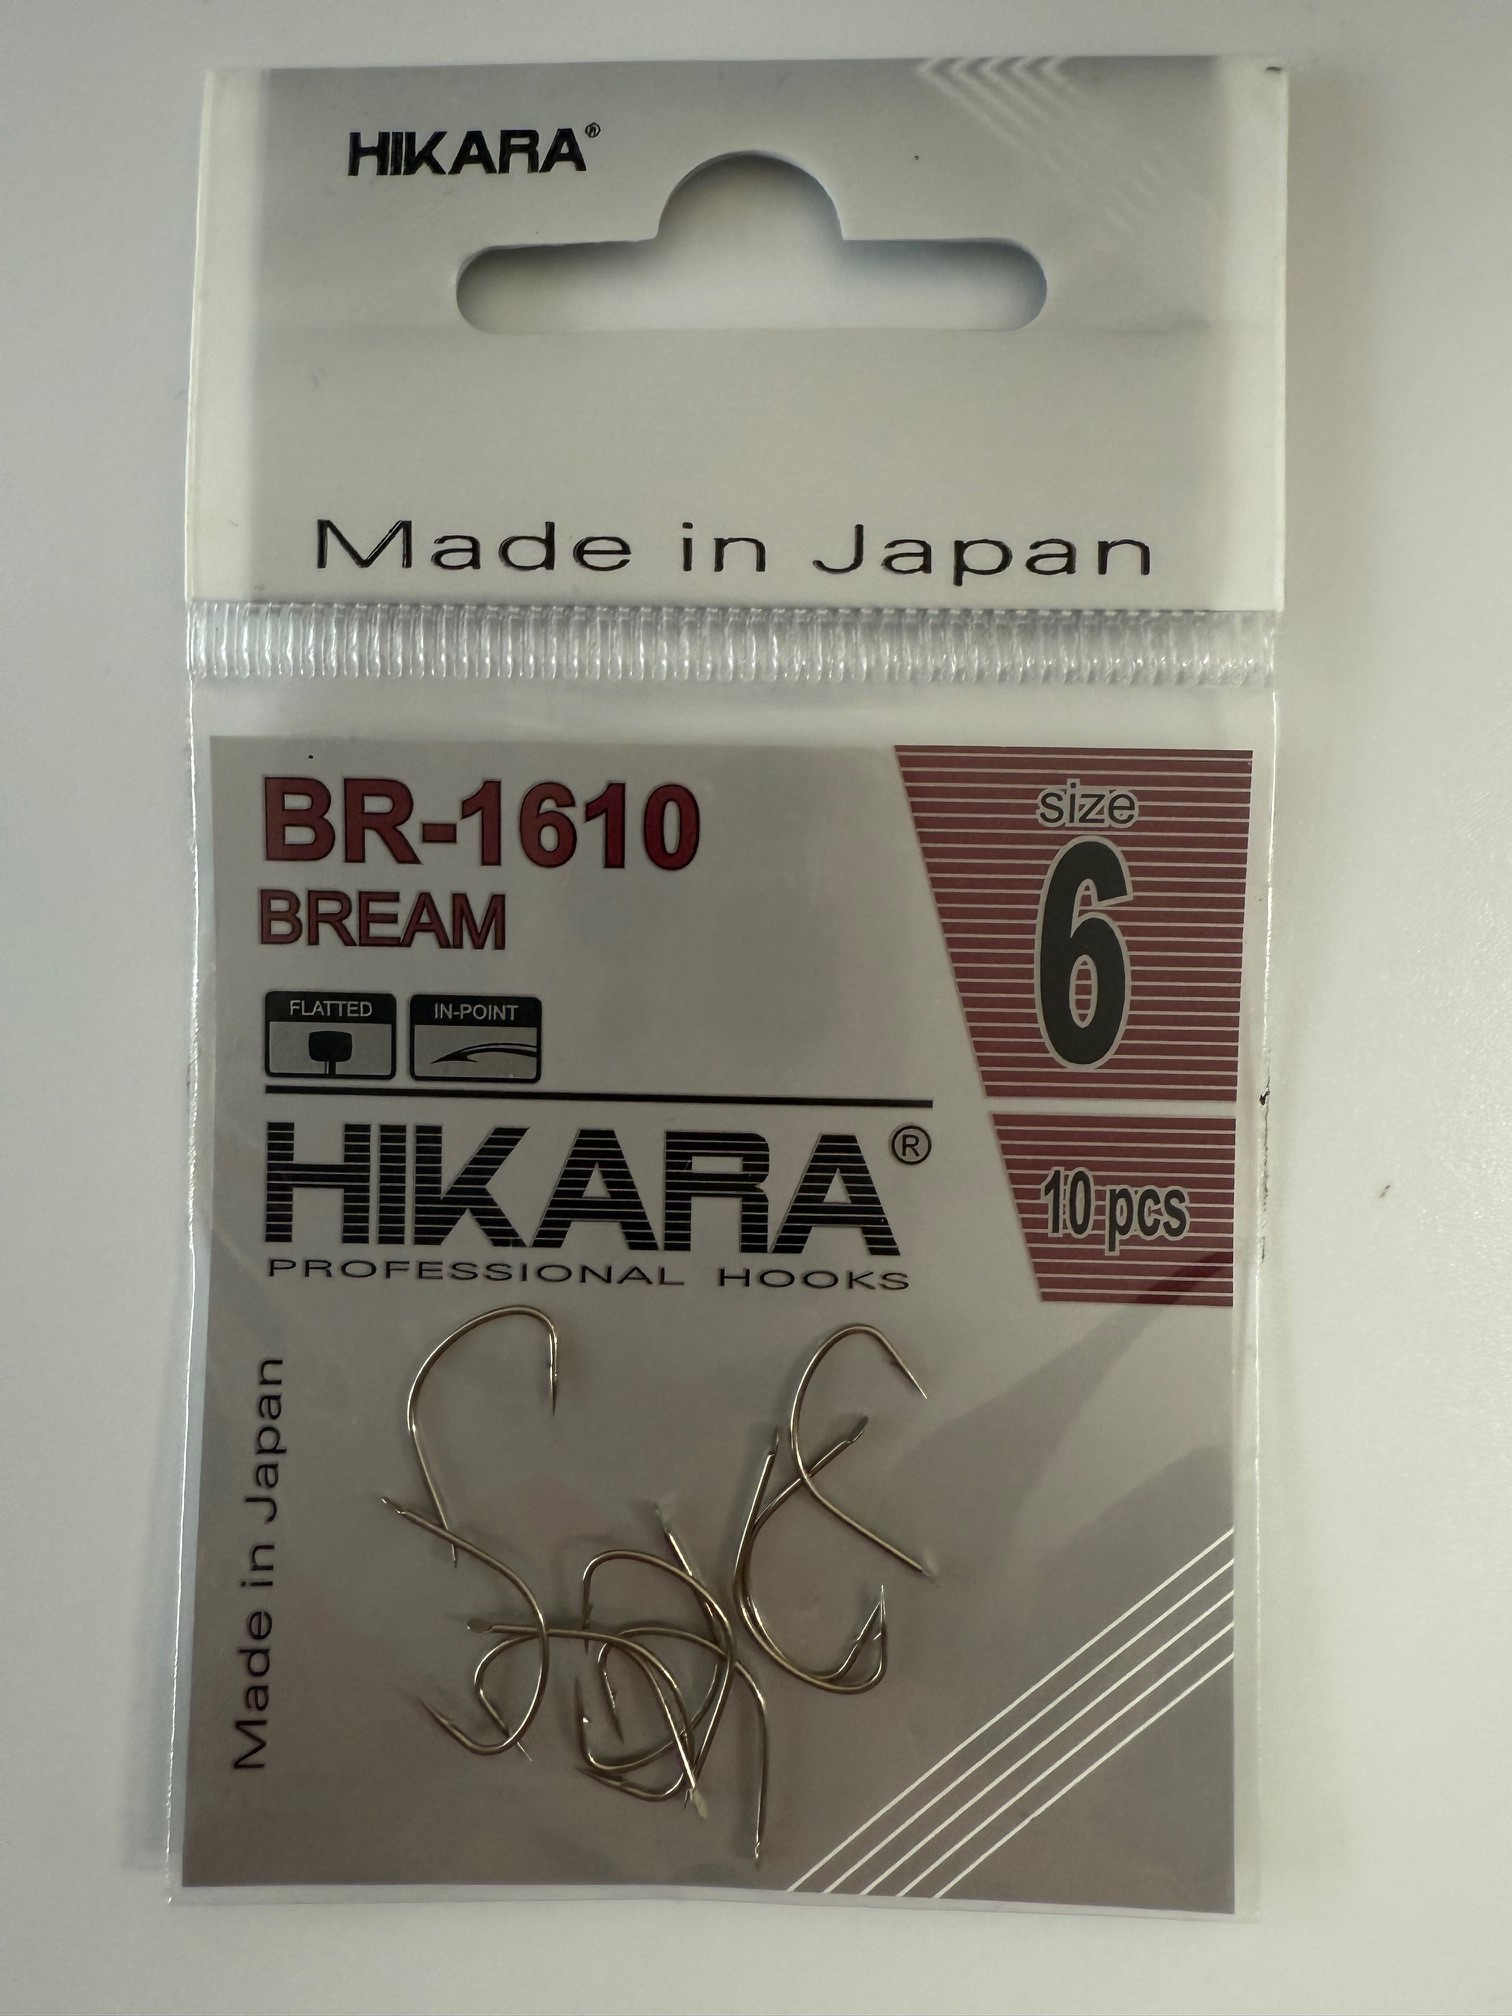 HIKARA®
Made in Japan
BR-1610
BREAM
size
6
FLATTED
IN-POINT
HIKARA®
PROFESSIONAL HOOKS
10 pcs
Made in Japan